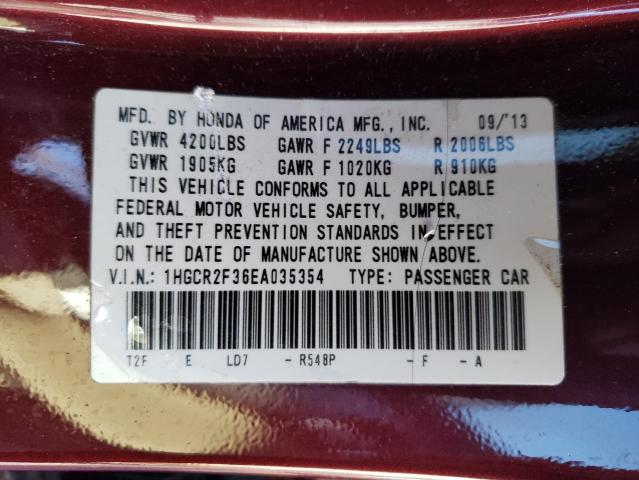 MFD. BY HONDA OF AMERICA MFG., INC. 09/'13
GVWR 4200LBS GAWR F 2249LBS R 2006LBS
GVWR 1905KG GAWR F 1020KG R 910KG
THIS VEHICLE CONFORMS TO ALL APPLICABLE
FEDERAL MOTOR VEHICLE SAFETY, BUMPER,
AND THEFT PREVENTION STANDARDS IN EFFECT
ON THE DATE OF MANUFACTURE SHOWN ABOVE.
V.I.N.: 1HGCR2F36EA035354 TYPE: PASSENGER CAR
T2F E LD7 - R548P - F - A